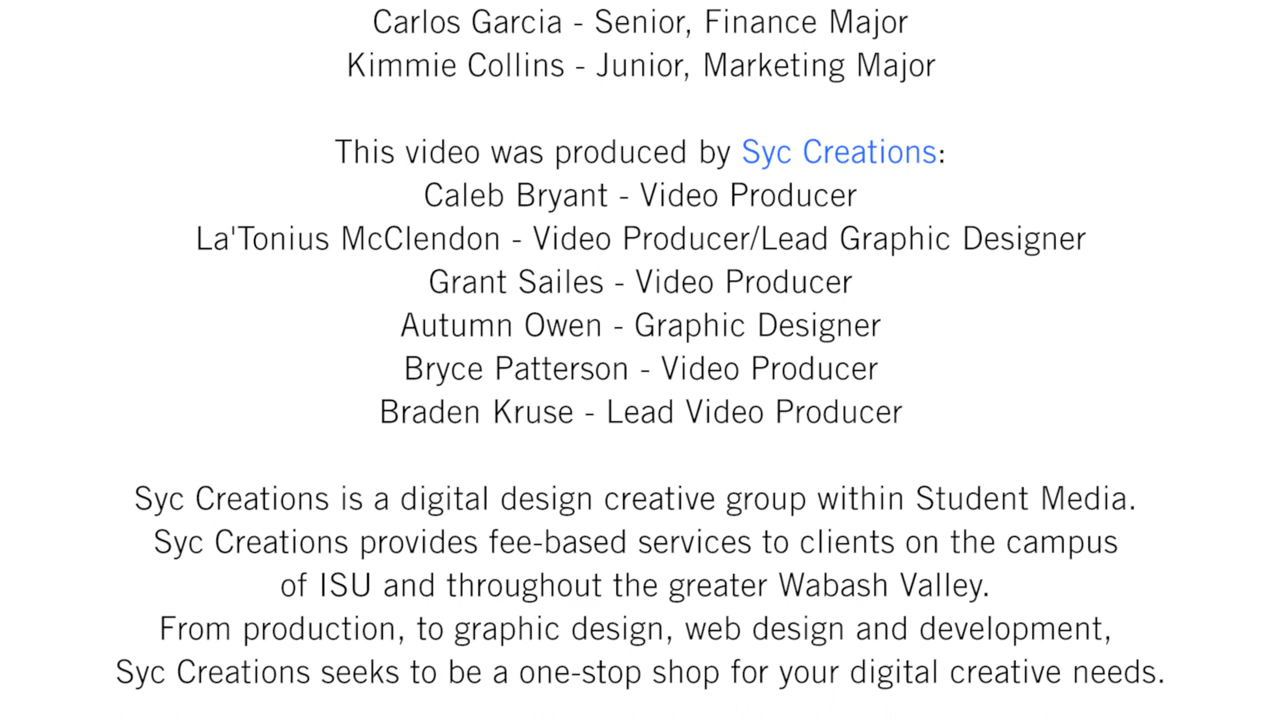 Carlos Garcia - Senior, Finance Major
Kimmie Collins - Junior, Marketing Major
This video was produced by Syc Creations:
Caleb Bryant - Video Producer
La'Tonius McClendon - Video Producer/Lead Graphic Designer
Grant Sailes - Video Producer
Autumn Owen - Graphic Designer
Bryce Patterson - Video Producer
Braden Kruse - Lead Video Producer
Syc Creations is a digital design creative group within Student Media.
Syc Creations provides fee-based services to clients on the campus
of ISU and throughout the greater Wabash Valley.
From production, to graphic design, web design and development,
Syc Creations seeks to be a one-stop shop for your digital creative needs.